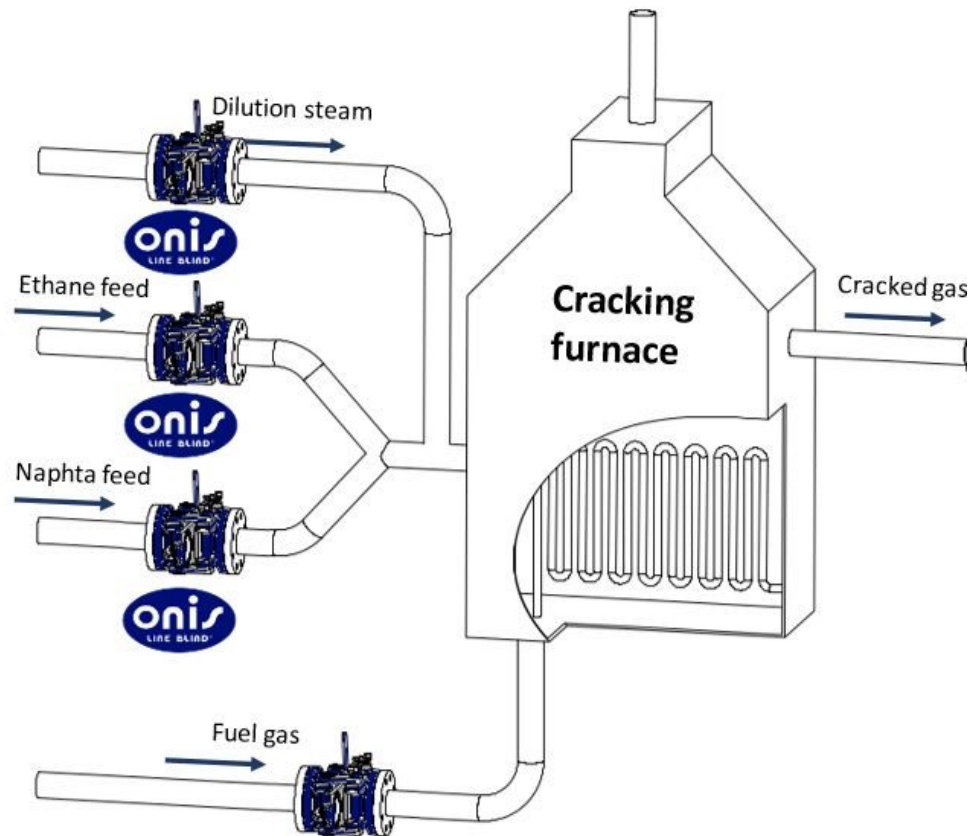 Dilution steam
onis
LINE BLIND®
Ethane feed
Cracking
furnace
Cracked gas
onis
LINE BLIND®
Naphta feed
onis
LINE BLIND®
Fuel gas